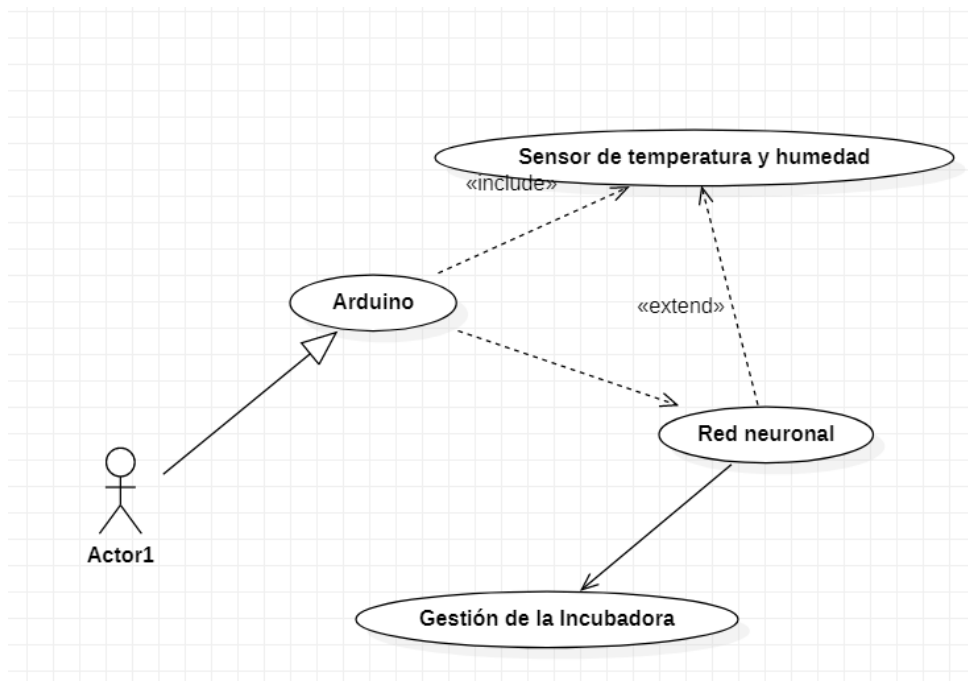 Sensor de temperatura y humedad
«include»
Arduino
«extend»
Red neuronal
Actor1
Gestión de la Incubadora